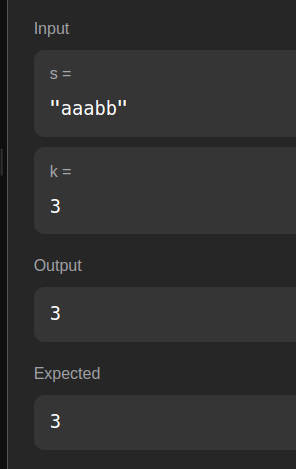 Input
s =
"aaabb"
k =
3
Output
3
Expected
3